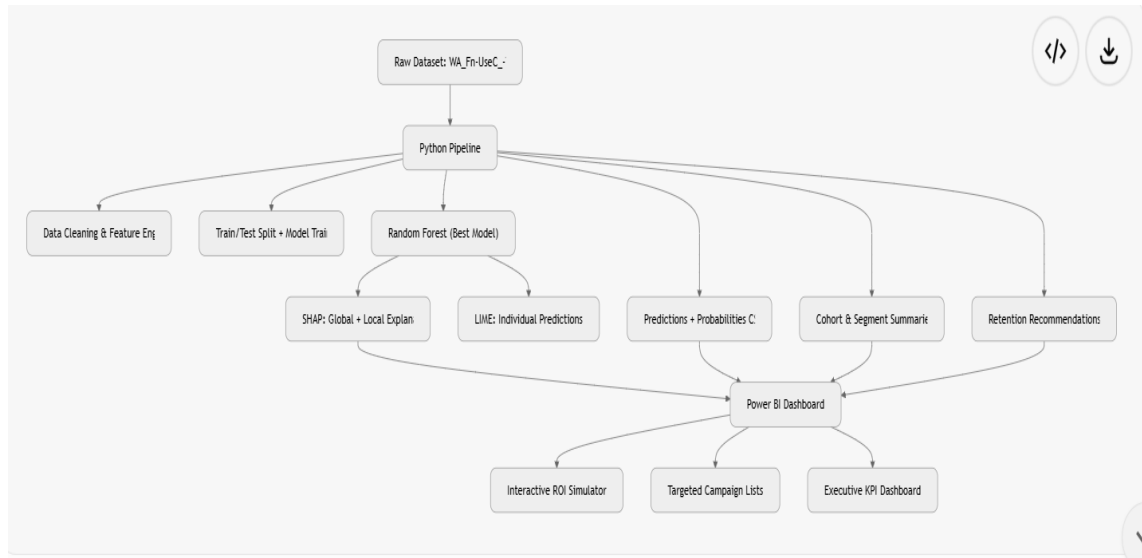 Raw Dataset: WA_Fn-UseC_-
Python Pipeline
Data Cleaning & Feature Eng
Train/Test Split + Model Trai
Random Forest (Best Model)
SHAP: Global + Local Explan
LIME: Individual Predictions
Predictions + Probabilities C
Cohort & Segment Summarie
Retention Recommendations
Power BI Dashboard
Interactive ROI Simulator
Targeted Campaign Lists
Executive KPI Dashboard